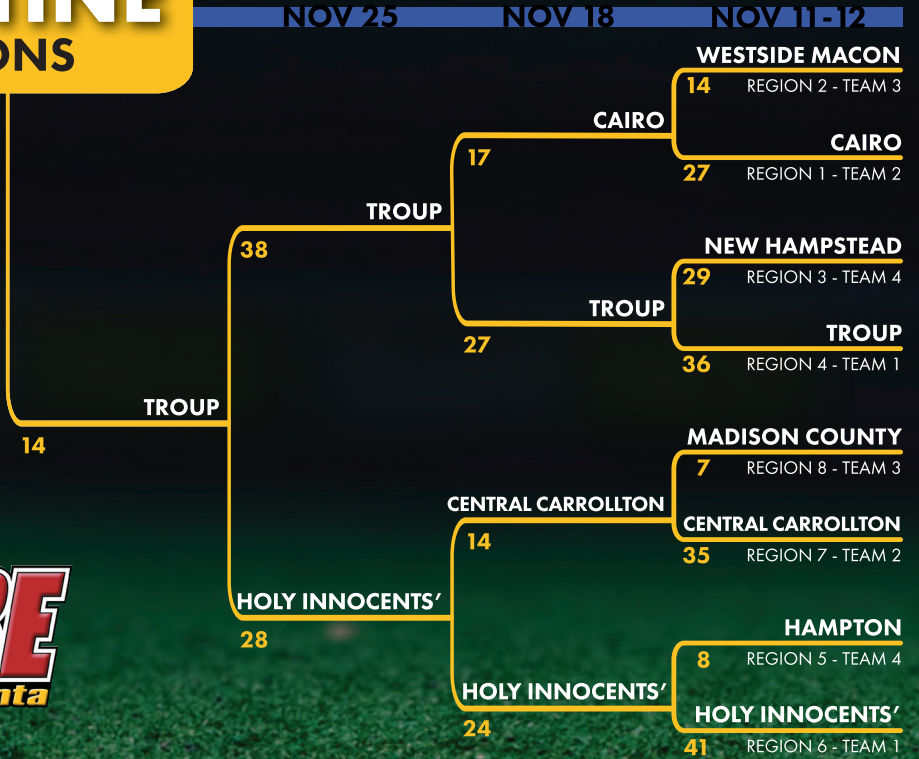 TINE
ONS
NOV 25
NOV 18
NOV 11-12
WESTSIDE MACON
14 REGION 2 - TEAM 3
CAIRO
17
CAIRO
27 REGION 1 - TEAM 2
TROUP
38
NEW HAMPSTEAD
29 REGION 3 - TEAM 4
TROUP
27
TROUP
36 REGION 4 - TEAM 1
TROUP
14
MADISON COUNTY
7 REGION 8 - TEAM 3
CENTRAL CARROLLTON
14
CENTRAL CARROLLTON
35 REGION 7 - TEAM 2
HOLY INNOCENTS'
28
HAMPTON
8 REGION 5 - TEAM 4
HOLY INNOCENTS'
24
HOLY INNOCENTS'
41 REGION 6 - TEAM 1
nta